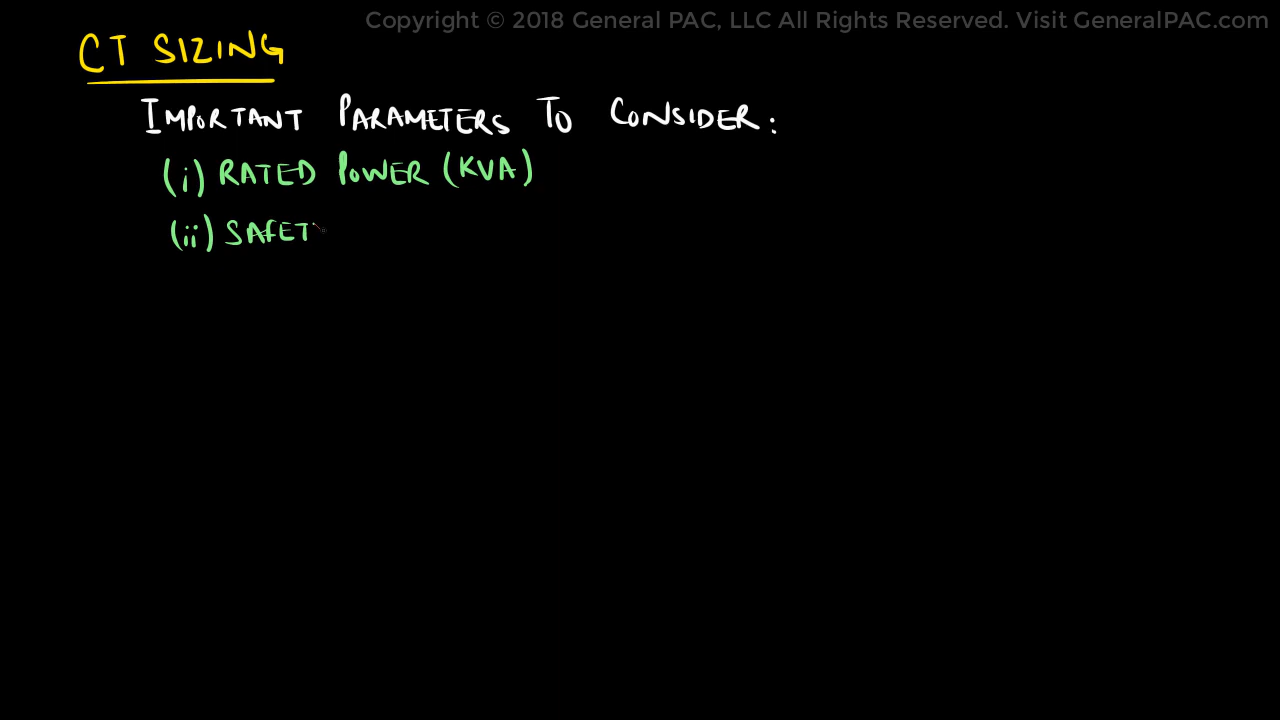 Copyright © 2018 General PAC, LLC All Rights Reserved. Visit GeneralPAC.com
CT SIZING
IMPORTANT PARAMETERS TO CONSIDER:
(i) RATED POWER (KVA)
(ii) SAFET